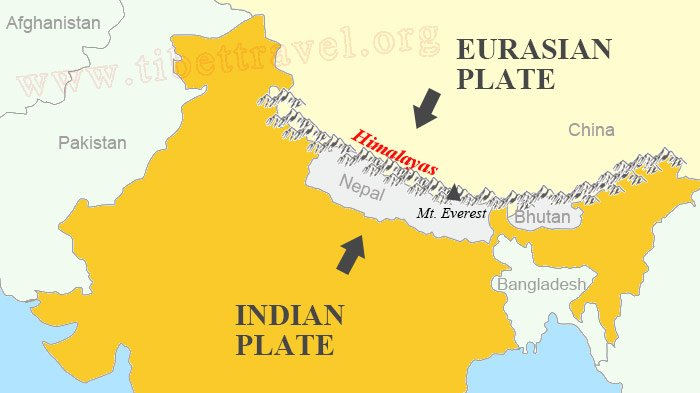 Afghanistan
www.tibettravel.org
EURASIAN
PLATE
China
Pakistan
Himalayas
Nepal
Mt. Everest
Bhutan
Bangladesh
INDIAN
PLATE